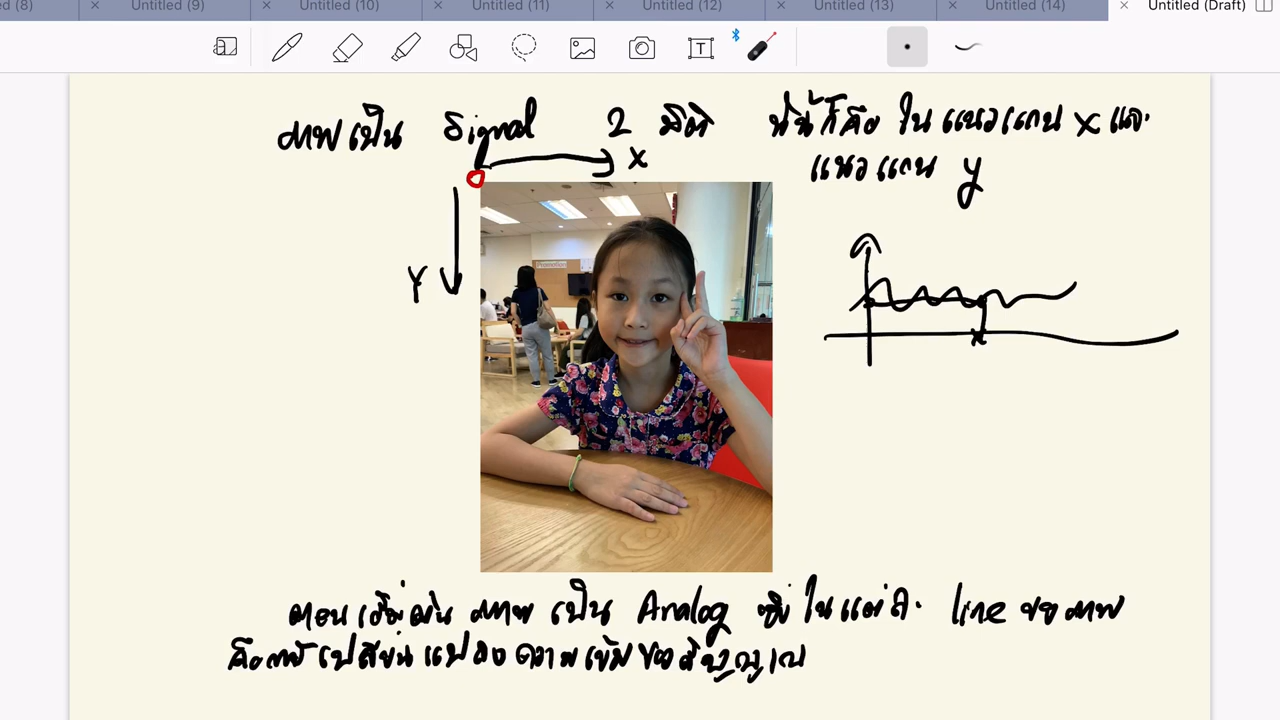 Untitled (9) Untitled (10) Untitled (11) Untitled (12) Untitled (13) Untitled (14) Untitled (Draft)
T
ภาพเป็น Signal 2 มิติ นั่นก็คือ ในแนวแกน x และ
แนวแกน y
X
Y
x
ตอนเริ่มต้น ภาพ เป็น Analog ซึ่ง ในแต่ละ line ของภาพ
คือการเปลี่ยนแปลงความเข้มของสัญญาณ